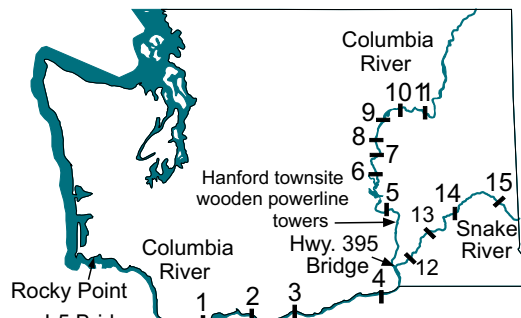 Columbia
River
10 11
9
8
7
6
5
Hanford townsite
wooden powerline
towers
15
14
13
Snake
River
12
Hwy. 395
Bridge
Columbia
River
Rocky Point
1
2
3
4